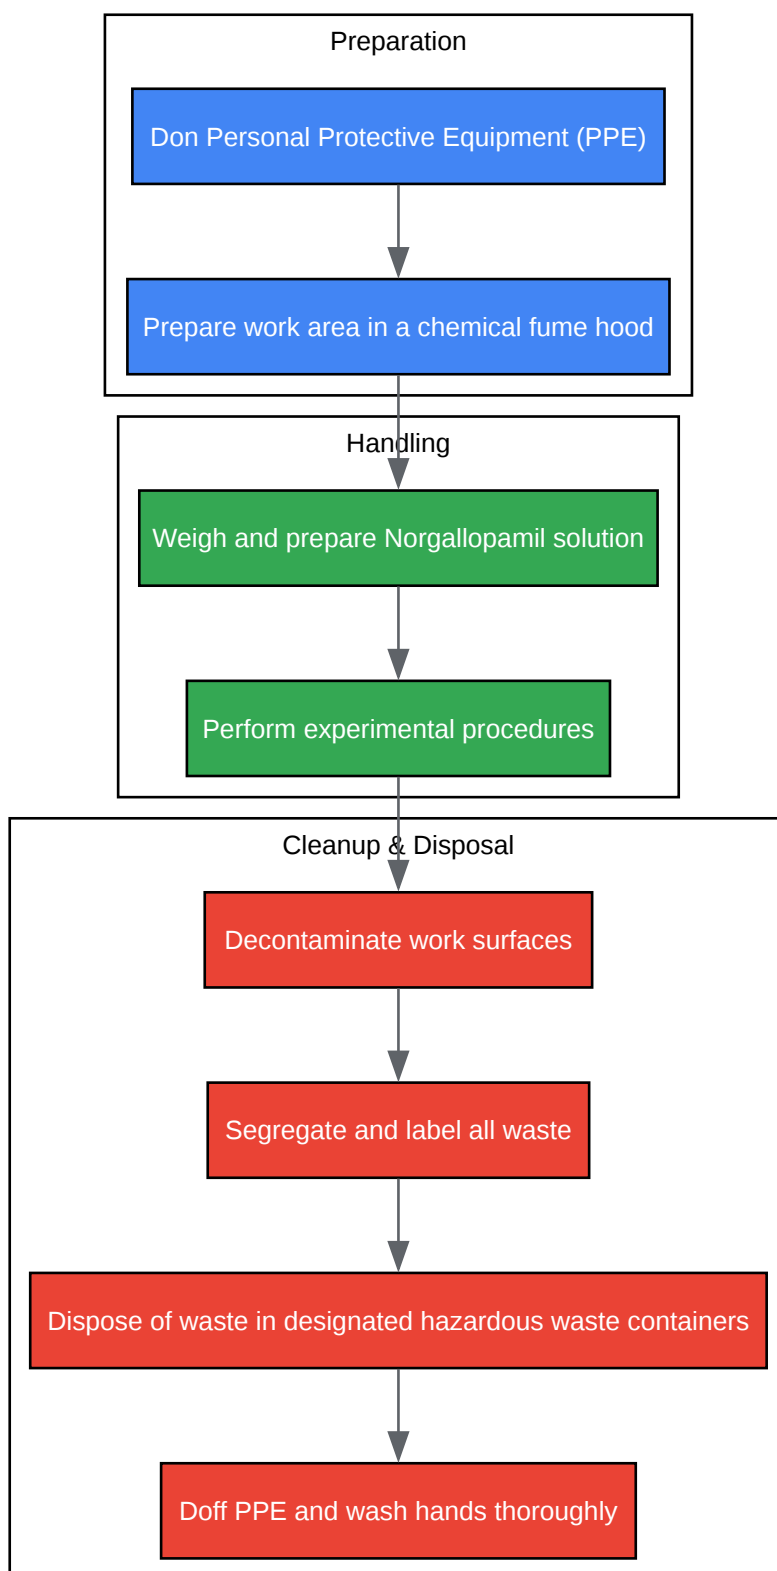 Preparation
Don Personal Protective Equipment (PPE)
Prepare work area in a chemical fume hood
Handling
Weigh and prepare Norgallopamil solution
Perform experimental procedures
Cleanup & Disposal
Decontaminate work surfaces
Segregate and label all waste
Dispose of waste in designated hazardous waste containers
Doff PPE and wash hands thoroughly